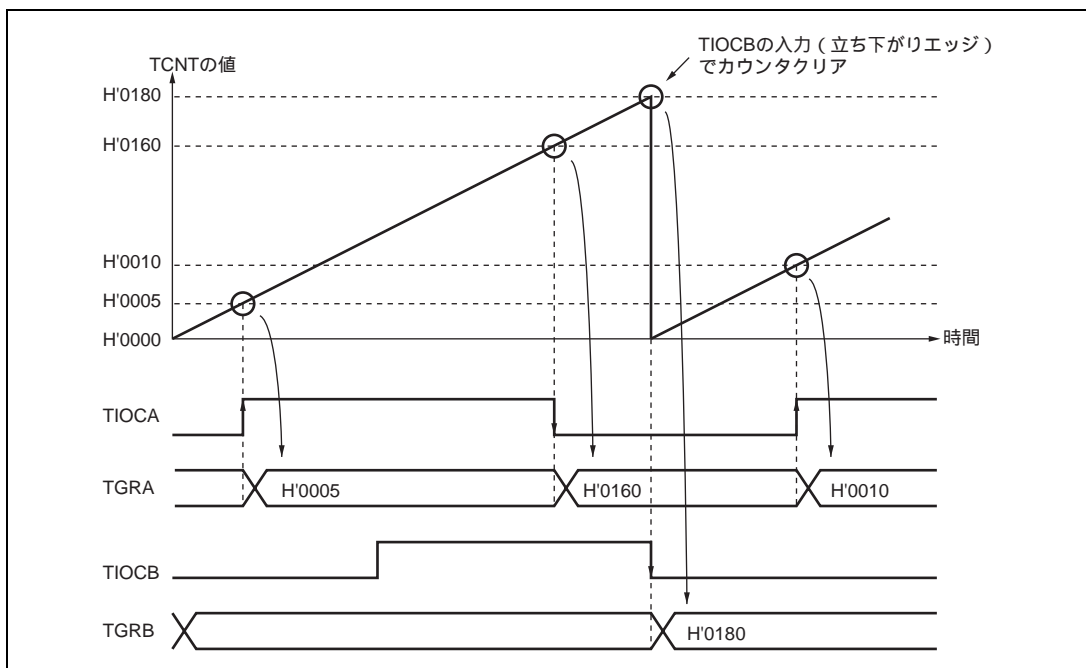 TIOCBの入力（立ち下がりエッジ）
でカウンタクリア
TCNTの値
H'0180
H'0160
H'0010
H'0005
H'0000
時間
TIOCA
TGRA
H'0005
H'0160
H'0010
TIOCB
TGRB
H'0180